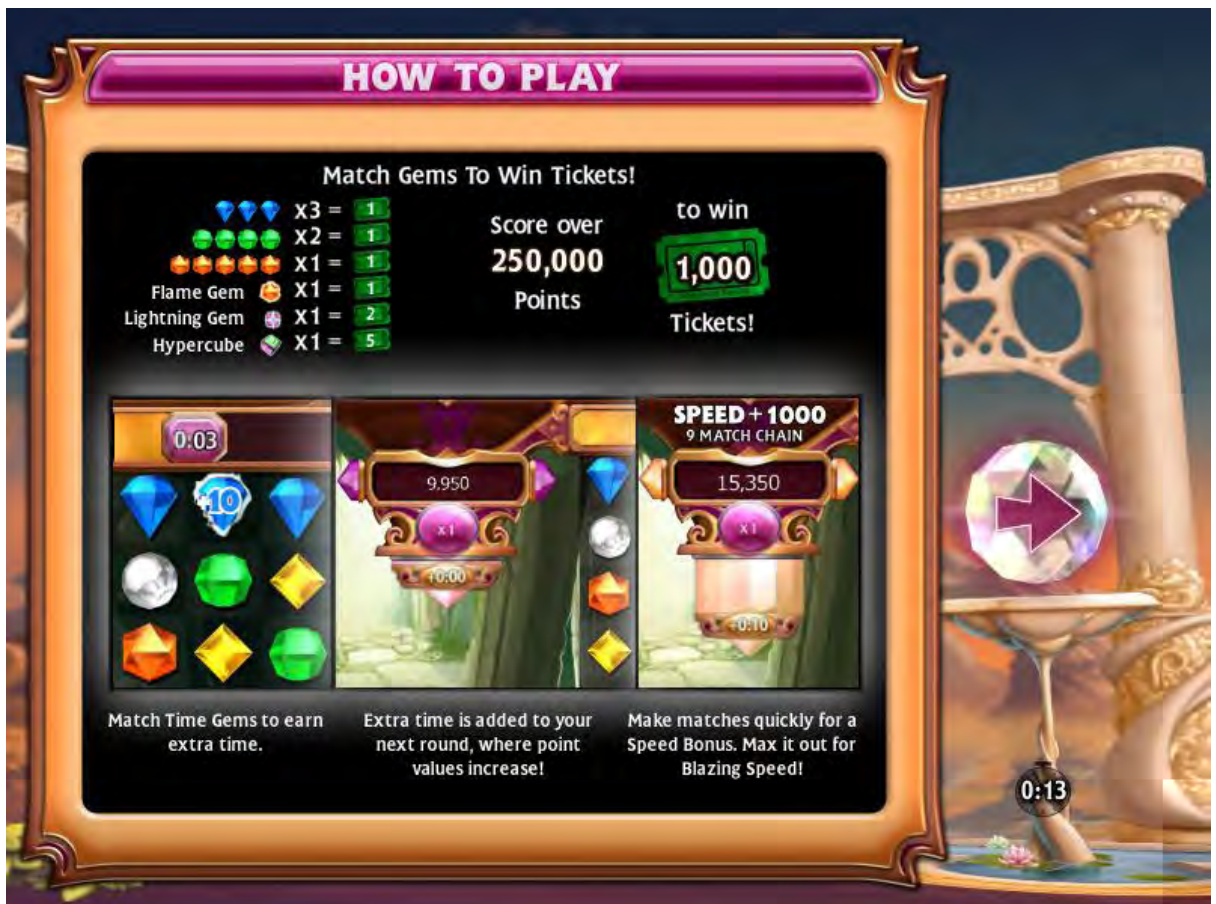 HOW TO PLAY
Match Gems To Win Tickets!
x3 = 1
x2 = 1
x1 = 1
Flame Gem x1 = 1
Lightning Gem x1 = 2
Hypercube x1 = 5
Score over
250,000
Points
to win
1,000
Tickets!
0:03
+10
9,950
x1
+0:00
SPEED + 1000
9 MATCH CHAIN
15,350
x1
+0:10
Match Time Gems to earn
extra time.
Extra time is added to your
next round, where point
values increase!
Make matches quickly for a
Speed Bonus. Max it out for
Blazing Speed!
0:13